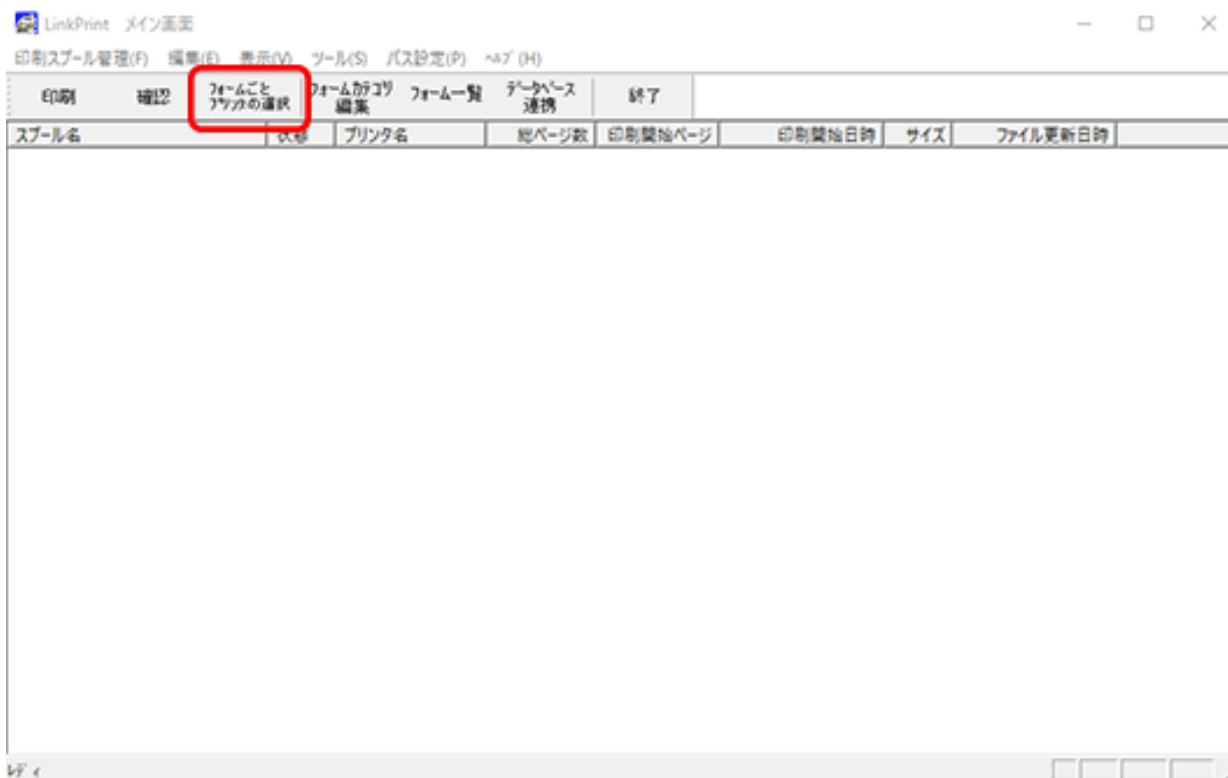 LinkPrint メイン画面
印刷スプール管理(F) 編集(E) 表示(V) ツール(S) パス設定(P) ﾍﾙﾌﾟ(H)
印刷 確認 ﾌｫｰﾑごと ﾌｫｰﾑｶﾃｺﾞﾘ ﾌｫｰﾑ一覧 ﾃﾞｰﾀﾍﾞｰｽ 終了
ﾌﾟﾘﾝﾀの選択 編集 連携
スプール名 状態 プリンタ名 総ページ数 印刷開始ページ 印刷開始日時 サイズ ファイル更新日時
ﾚﾃﾞｨ